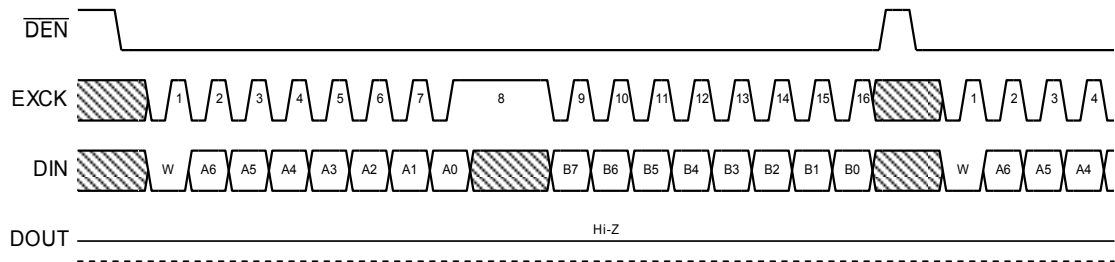 DEN
EXCK 1 2 3 4 5 6 7 8 9 10 11 12 13 14 15 16 1 2 3 4
DIN W A6 A5 A4 A3 A2 A1 A0 B7 B6 B5 B4 B3 B2 B1 B0 W A6 A5 A4
Hi-Z
DOUT